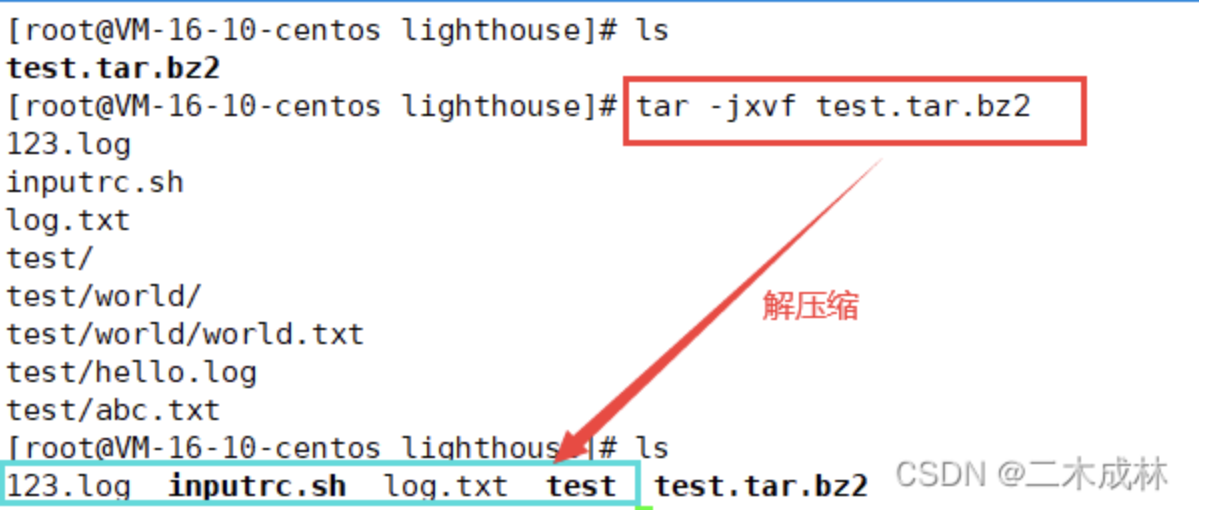 [root@VM-16-10-centos lighthouse]# ls
test.tar.bz2
[root@VM-16-10-centos lighthouse]# tar -jxvf test.tar.bz2
123.log
inputrc.sh
log.txt
test/
test/world/
test/world/world.txt
解压缩
test/hello.log
test/abc.txt
[root@VM-16-10-centos lighthouse]# ls
123.log inputrc.sh log.txt test test.tar.bz2
CSDN @二木成林